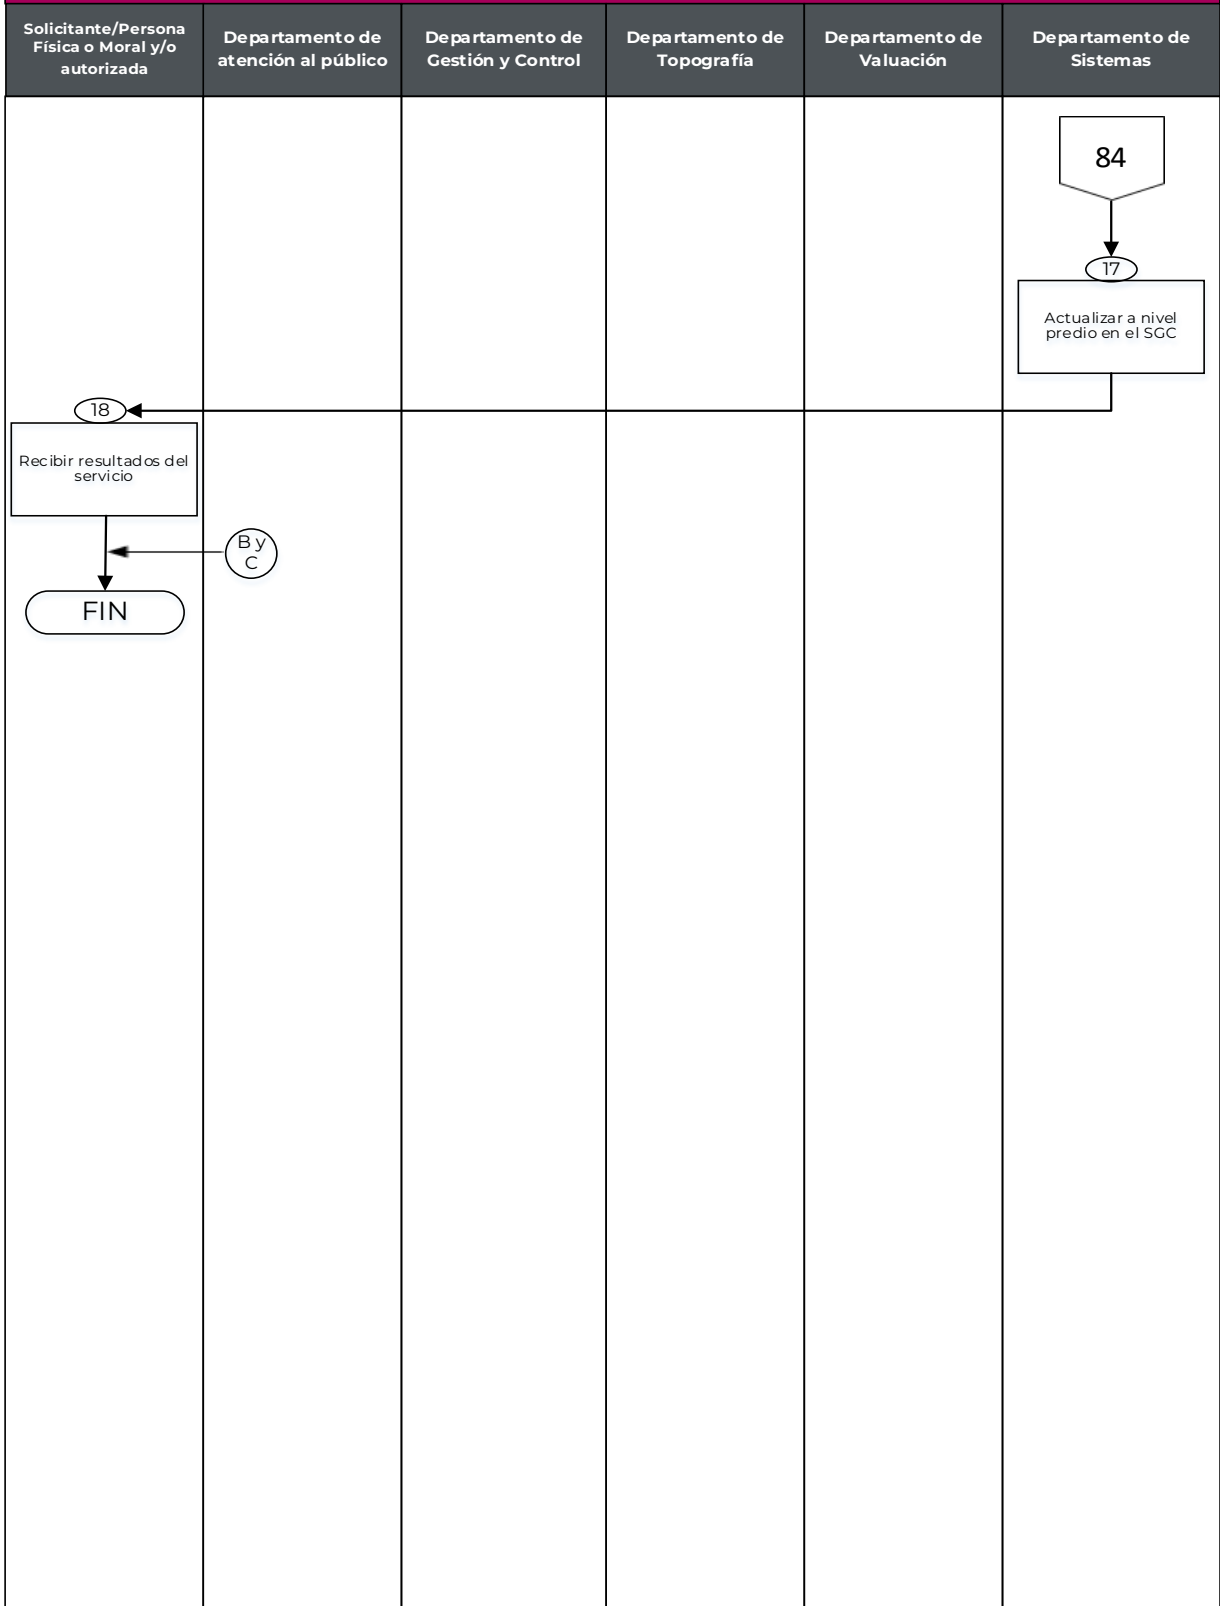 Solicitante/Persona
Física o Moral y/o
autorizada
Departamento de
atención al público
Departamento de
Gestión y Control
Departamento de
Topografía
Departamento de
Valuación
Departamento de
Sistemas
84
17
Actualizar a nivel
predio en el SGC
18
Recibir resultados del
servicio
B y
C
FIN